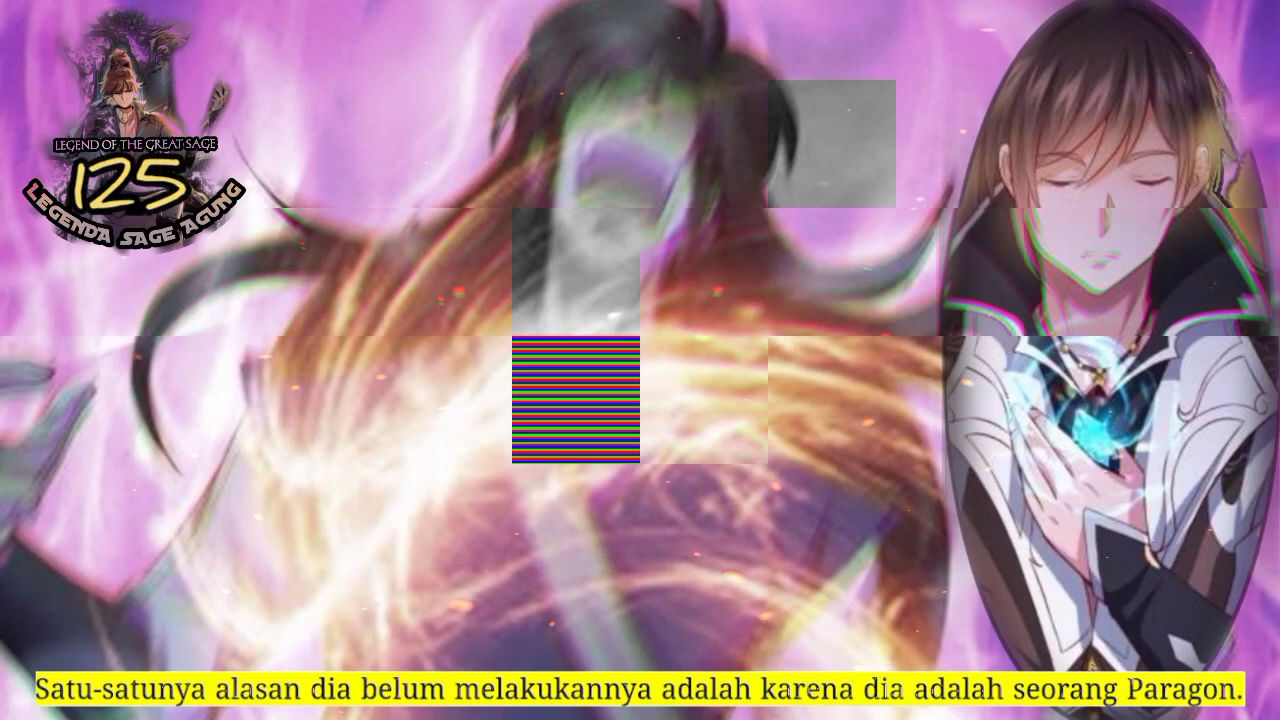 LEGEND OF THE GREAT SAGE
125
LEGENDA SAGE AGUNG
Satu-satunya alasan dia belum melakukannya adalah karena dia adalah seorang Paragon.